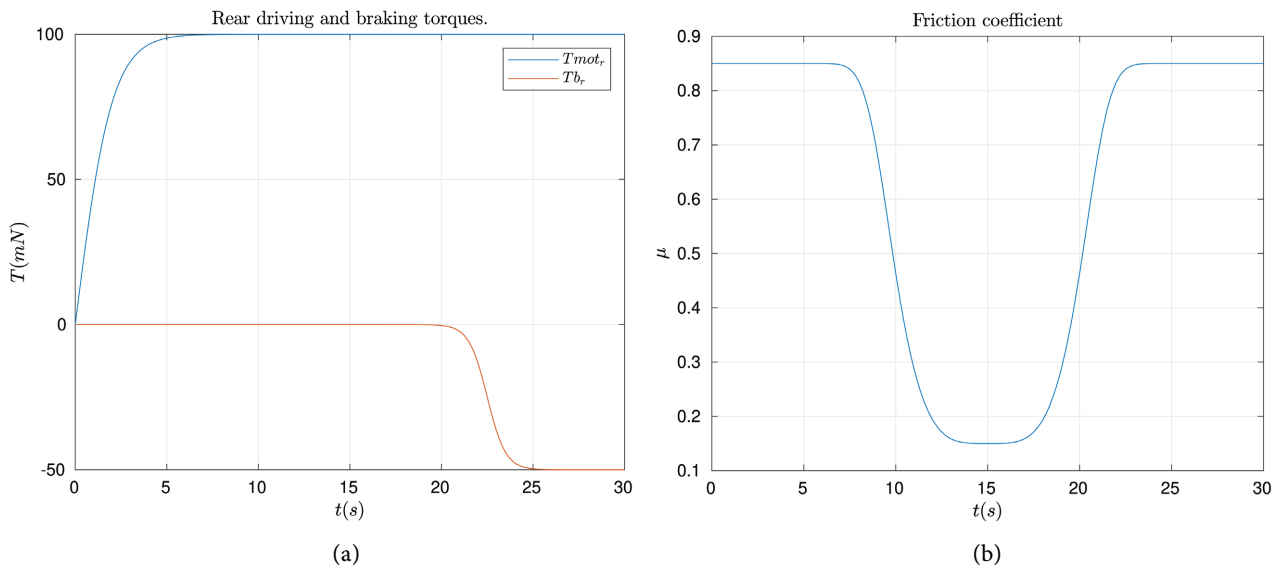 Rear driving and braking torques.
100
50
0
-50
T(mN)
Tmot_r
Tb_r
0 5 10 15 20 25 30
t(s)
(a)
Friction coefficient
0.9
0.8
0.7
0.6
0.5
0.4
0.3
0.2
0.1
μ
0 5 10 15 20 25 30
t(s)
(b)